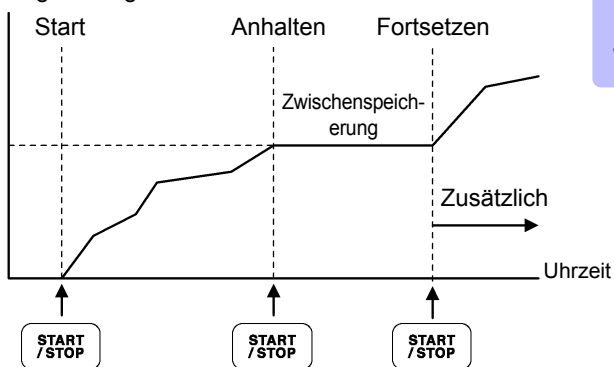 Start Anhalten Fortsetzen
Zwischenspeich-
erung
Zusätzlich
Uhrzeit
START START START
/STOP /STOP /STOP